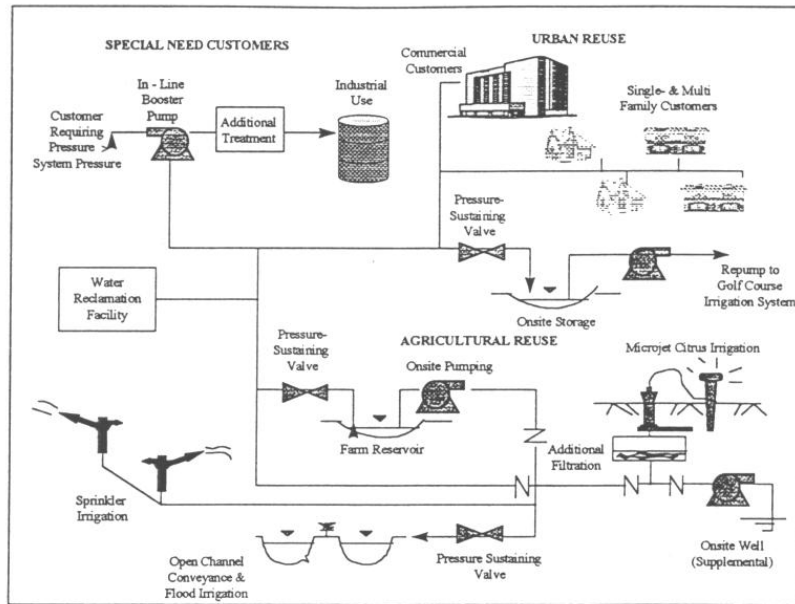 SPECIAL NEED CUSTOMERS
In - Line
Booster
Pump
Customer
Requiring
Pressure
System Pressure
Additional
Treatment
Industrial
Use
URBAN REUSE
Commercial
Customers
Single- & Multi
Family Customers
Pressure-
Sustaining
Valve
Onsite Storage
Repump to
Golf Course
Irrigation System
Water
Reclamation
Facility
AGRICULTURAL REUSE
Pressure-
Sustaining
Valve
Onsite Pumping
Farm Reservoir
Microjet Citrus Irrigation
Additional
Filtration
Sprinkler
Irrigation
Open Channel
Conveyance &
Flood Irrigation
Pressure Sustaining
Valve
Onsite Well
(Supplemental)